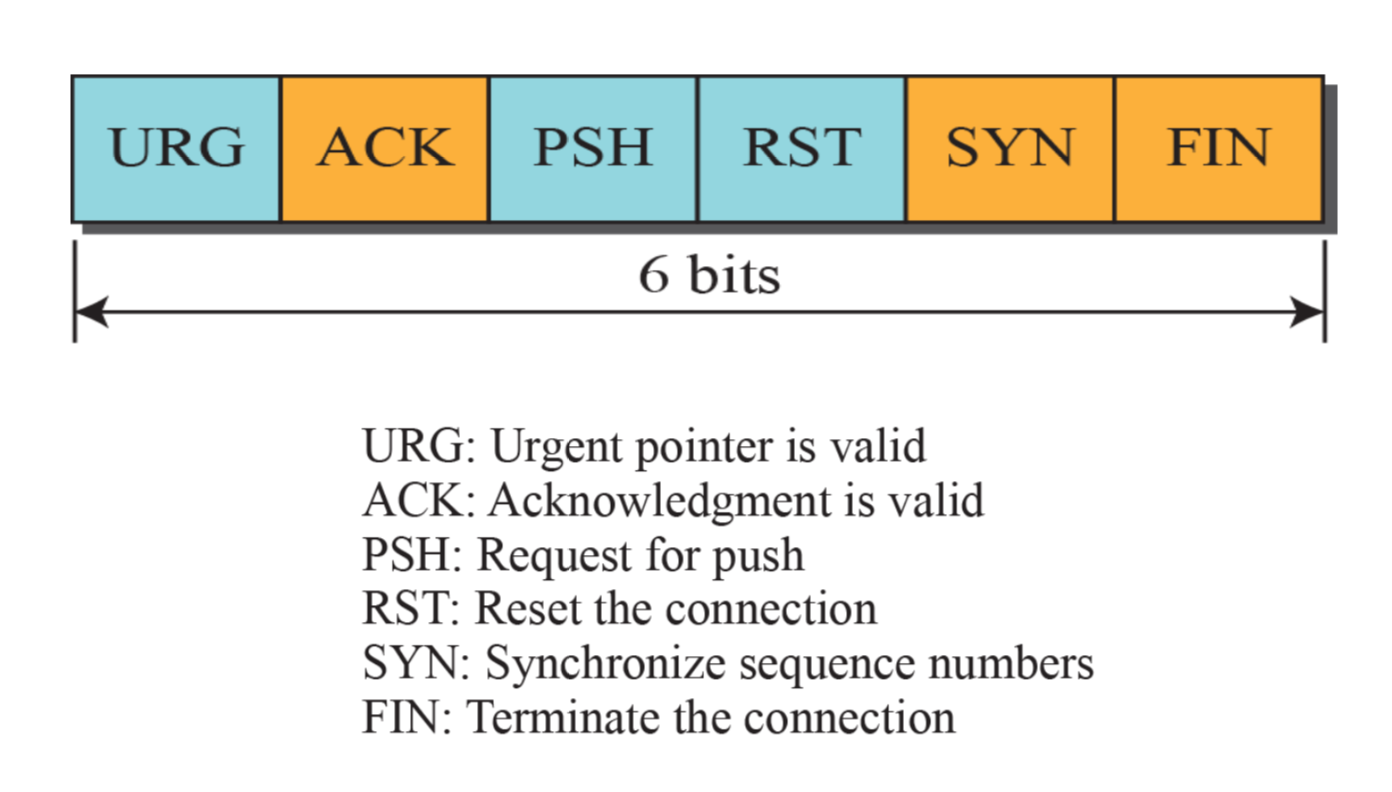 URG ACK PSH RST SYN FIN
6 bits
URG: Urgent pointer is valid
ACK: Acknowledgment is valid
PSH: Request for push
RST: Reset the connection
SYN: Synchronize sequence numbers
FIN: Terminate the connection